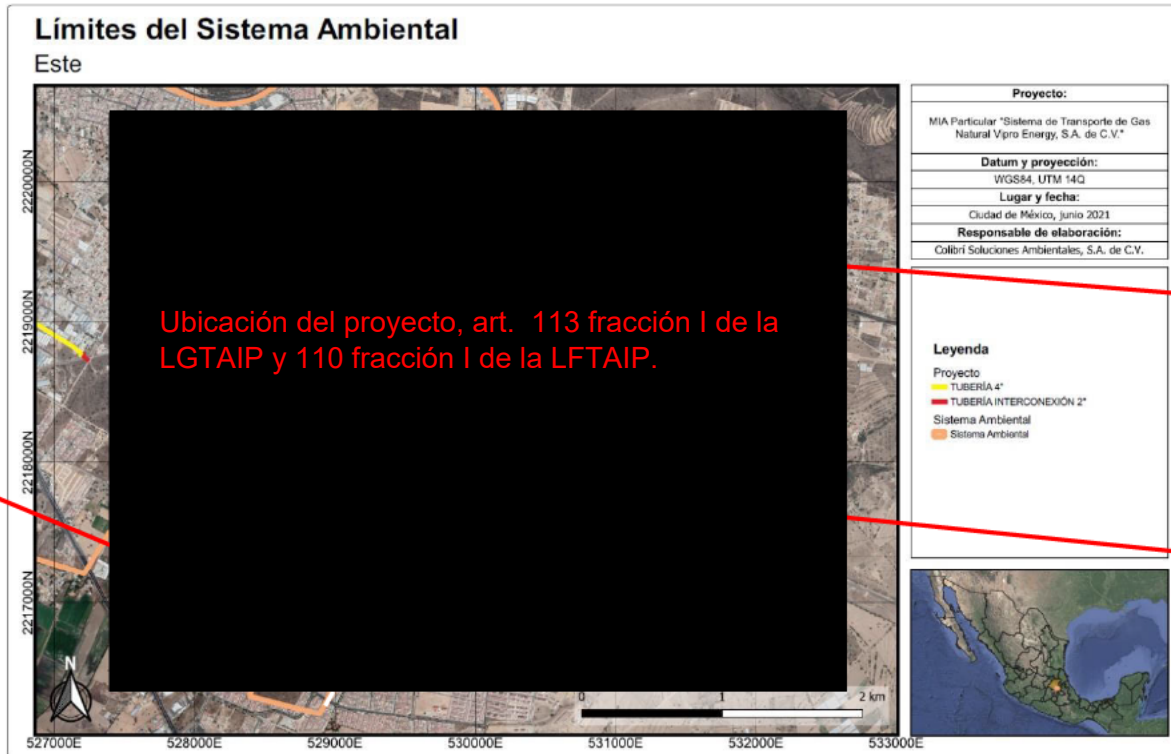 Límites del Sistema Ambiental
Este
2220000N
2219000N
2218000N
2217000N
527000E
528000E
529000E
530000E
531000E
532000E
533000E
N
0
1
2 km
Ubicación del proyecto, art. 113 fracción I de la
LGTAIP y 110 fracción I de la LFTAIP.
Proyecto:
MIA Particular "Sistema de Transporte de Gas
Natural Vipro Energy, S.A. de C.V."
Datum y proyección:
WGS84, UTM 14Q
Lugar y fecha:
Ciudad de México, junio 2021
Responsable de elaboración:
Colibrí Soluciones Ambientales, S.A. de C.V.
Leyenda
Proyecto
TUBERÍA 4"
TUBERÍA INTERCONEXIÓN 2"
Sistema Ambiental
Sistema Ambiental